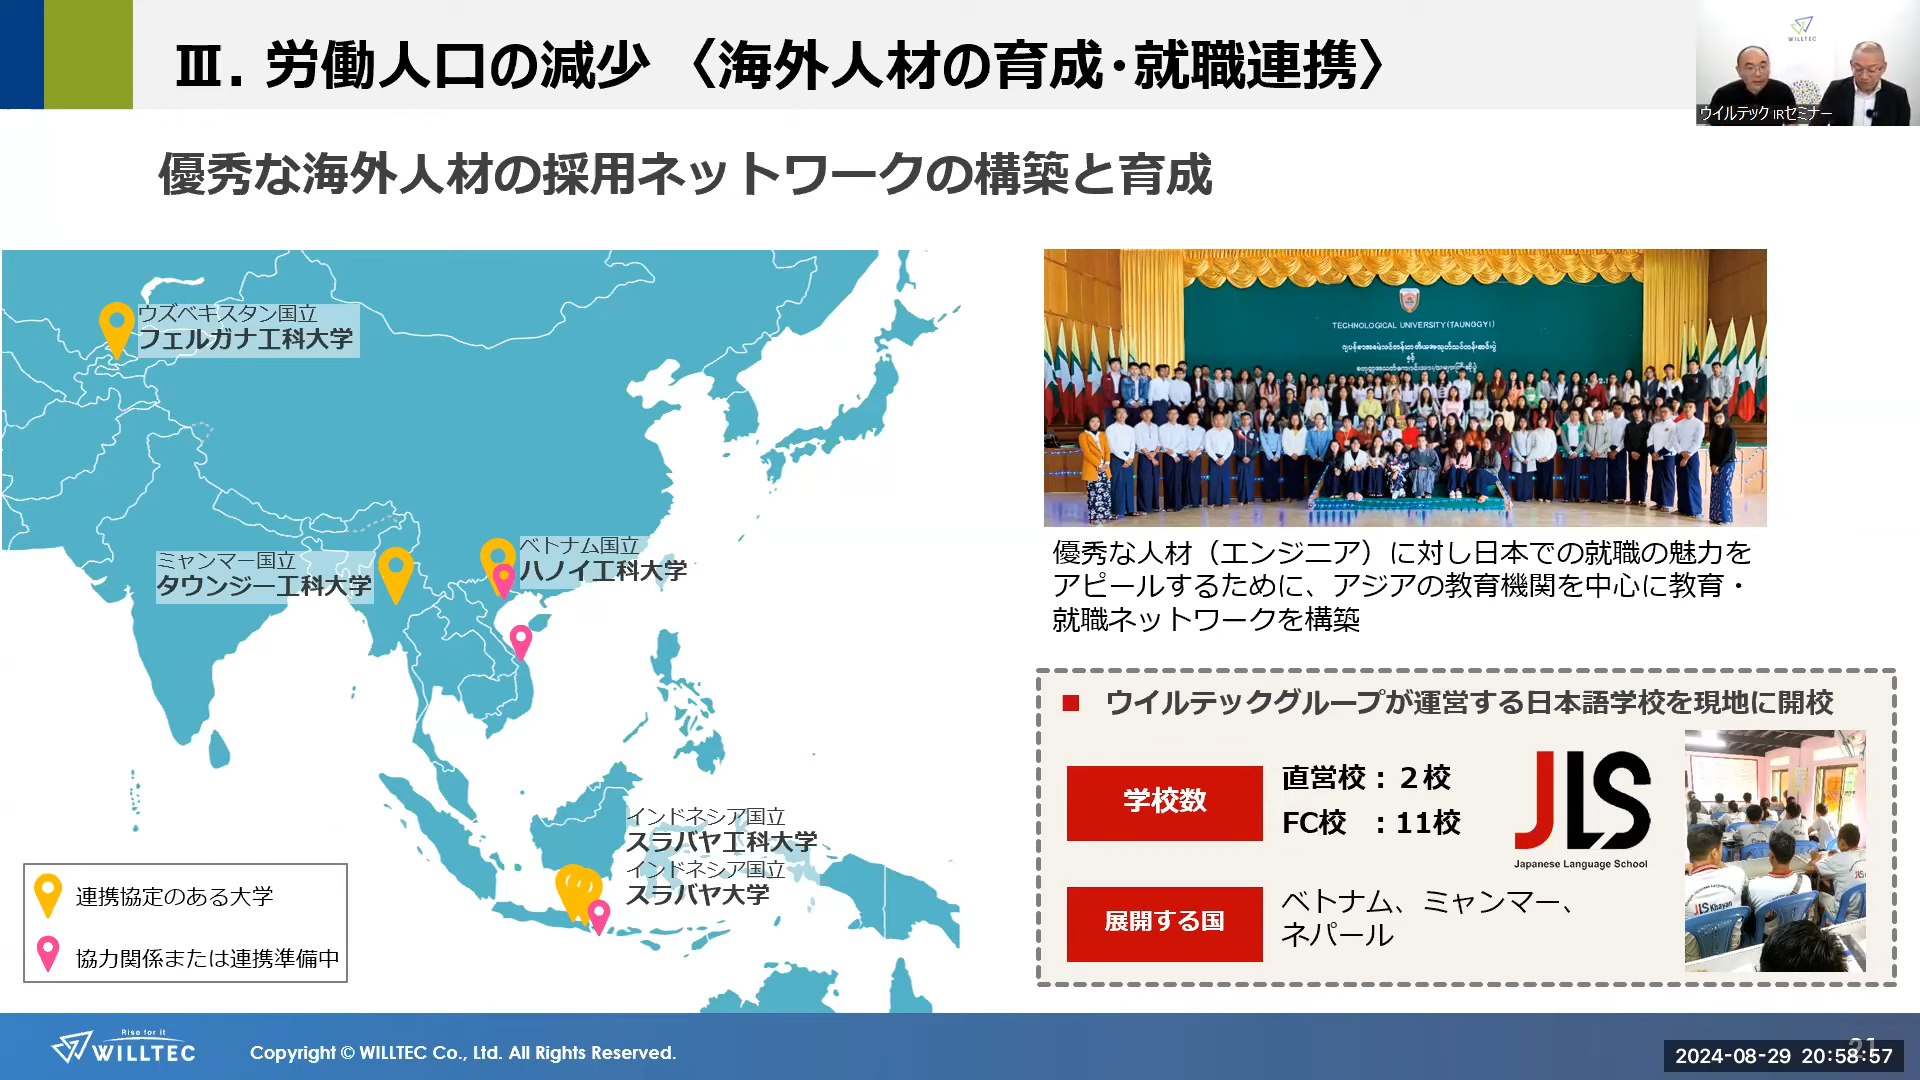 Ⅲ. 労働人口の減少 〈海外人材の育成･就職連携〉
WILLTEC
ウイルテック IRセミナー
優秀な海外人材の採用ネットワークの構築と育成
ウズベキスタン国立
フェルガナ工科大学
ミャンマー国立
タウンジー工科大学
ベトナム国立
ハノイ工科大学
インドネシア国立
スラバヤ工科大学
インドネシア国立
スラバヤ大学
連携協定のある大学
協力関係または連携準備中
TECHNOLOGICAL UNIVERSITY (TAUNGGYI)
優秀な人材（エンジニア）に対し日本での就職の魅力を
アピールするために、アジアの教育機関を中心に教育・
就職ネットワークを構築
■ ウイルテックグループが運営する日本語学校を現地に開校
学校数
直営校：２校
FC校 ：11校
JLS
Japanese Language School
展開する国
ベトナム、ミャンマー、
ネパール
JLS Khayan
Rise for it
WILLTEC
Copyright © WILLTEC Co., Ltd. All Rights Reserved.
21
2024-08-29 20:58:57